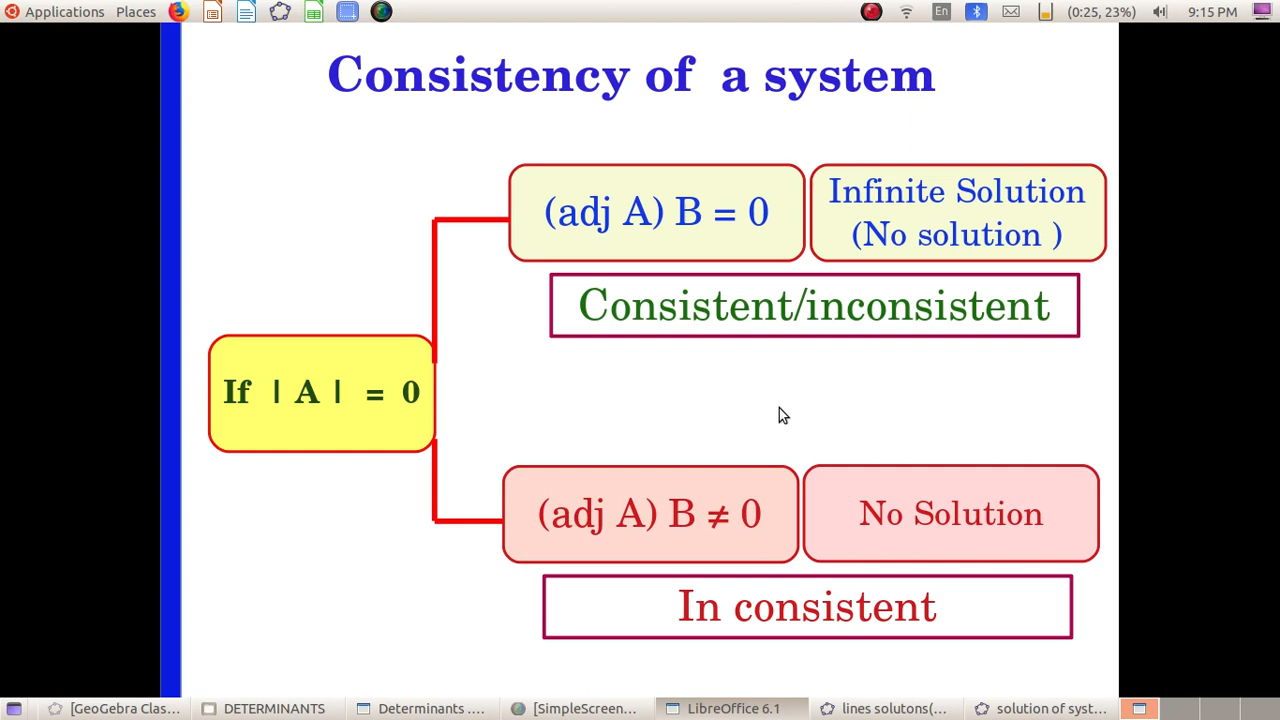 Applications Places En (0:25, 23%) 9:15 PM
Consistency of a system
(adj A) B = 0
Infinite Solution
(No solution )
Consistent/inconsistent
If | A | = 0
(adj A) B ≠ 0
No Solution
In consistent
[GeoGebra Clas... DETERMINANTS Determinants .... [SimpleScreen... LibreOffice 6.1 lines solutons(... solution of syst...